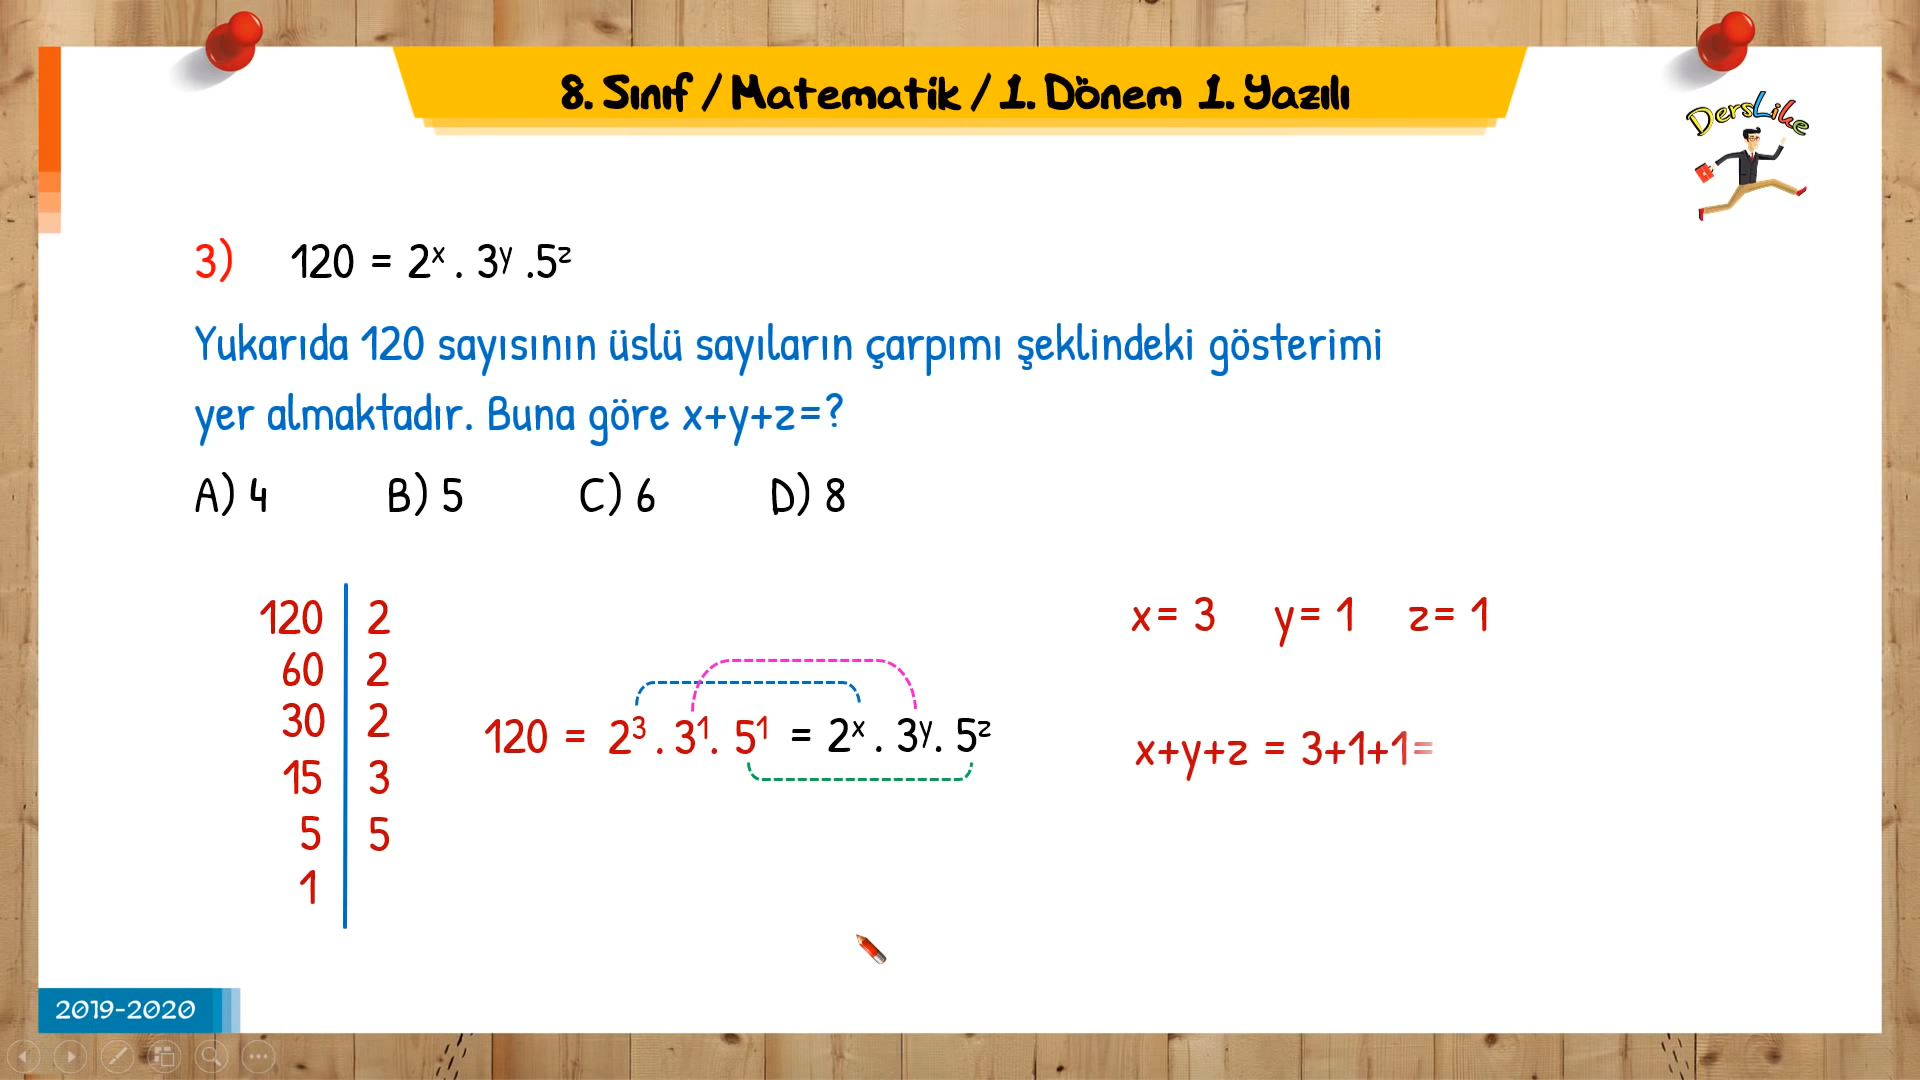 8. Sınıf / Matematik / 1. Dönem 1. Yazılı
DersLike
3) 120 = 2ˣ . 3ʸ .5ᶻ
Yukarıda 120 sayısının üslü sayıların çarpımı şeklindeki gösterimi
yer almaktadır. Buna göre x+y+z=?
A) 4 B) 5 C) 6 D) 8
120 2
60 2
30 2
15 3
5 5
1
120 = 2³ . 3¹. 5¹ = 2ˣ . 3ʸ. 5ᶻ
x= 3 y= 1 z= 1
x+y+z = 3+1+1=
2019-2020